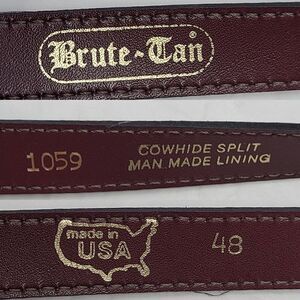 Brute-Tan
1059
COWHIDE SPLIT
MAN MADE LINING
made in
USA
48